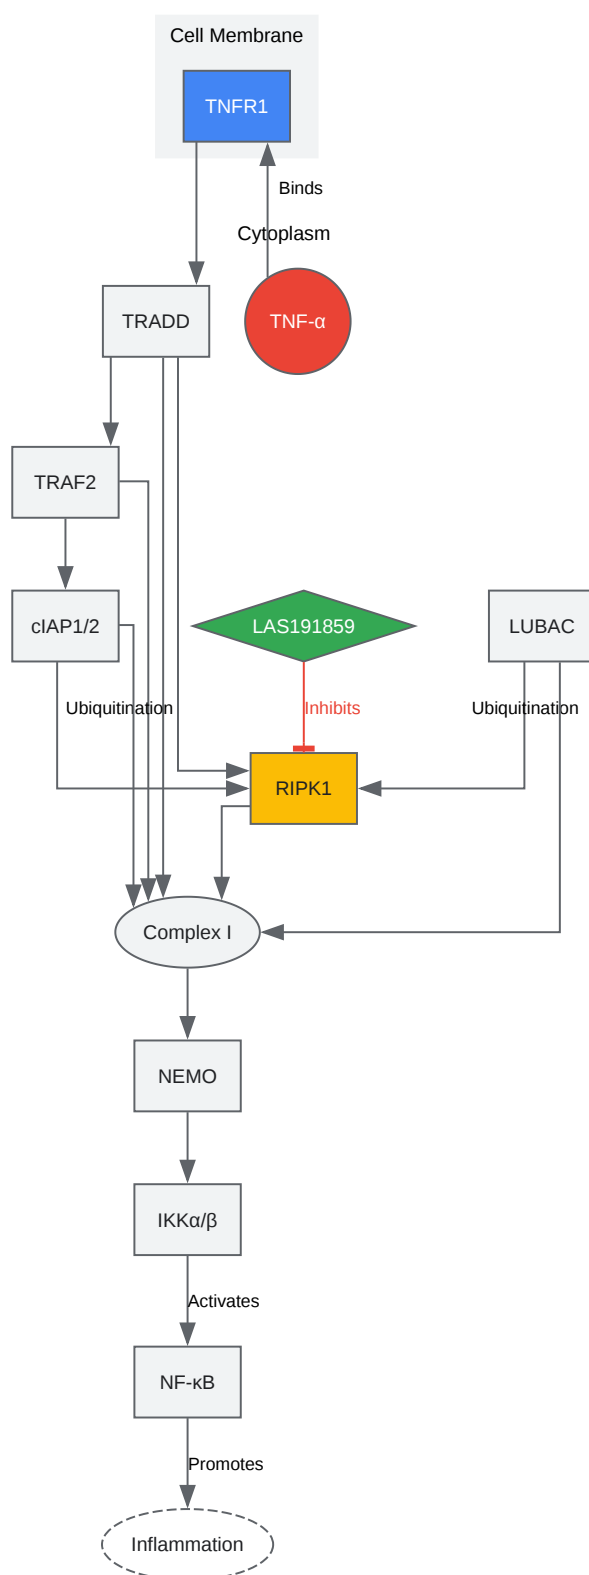 Cell Membrane
TNFR1
Binds
Cytoplasm
TRADD
TNF-α
TRAF2
cIAP1/2
LAS191859
LUBAC
Ubiquitination
Inhibits
Ubiquitination
RIPK1
Complex I
NEMO
IKKα/β
Activates
NF-κB
Promotes
Inflammation